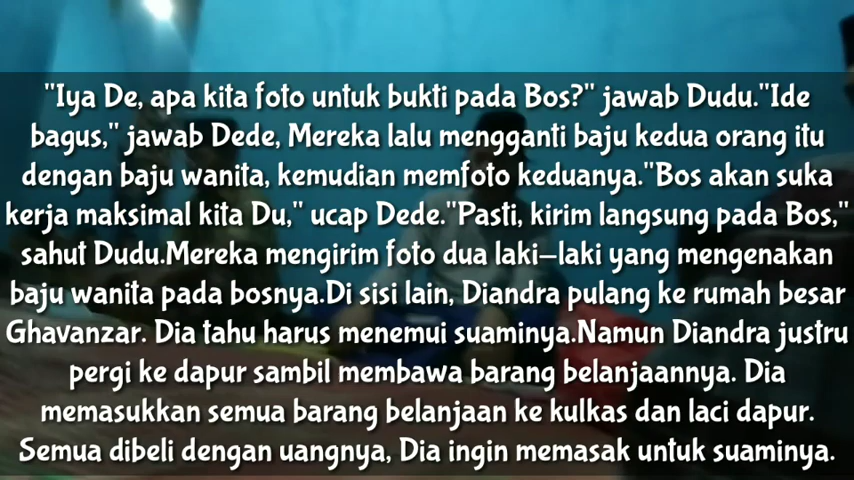 "Iya De, apa kita foto untuk bukti pada Bos?" jawab Dudu."Ide
bagus," jawab Dede, Mereka lalu mengganti baju kedua orang itu
dengan baju wanita, kemudian memfoto keduanya."Bos akan suka
kerja maksimal kita Du," ucap Dede."Pasti, kirim langsung pada Bos,"
sahut Dudu.Mereka mengirim foto dua laki-laki yang mengenakan
baju wanita pada bosnya.Di sisi lain, Diandra pulang ke rumah besar
Ghavanzar. Dia tahu harus menemui suaminya.Namun Diandra justru
pergi ke dapur sambil membawa barang belanjaannya. Dia
memasukkan semua barang belanjaan ke kulkas dan laci dapur.
Semua dibeli dengan uangnya, Dia ingin memasak untuk suaminya.